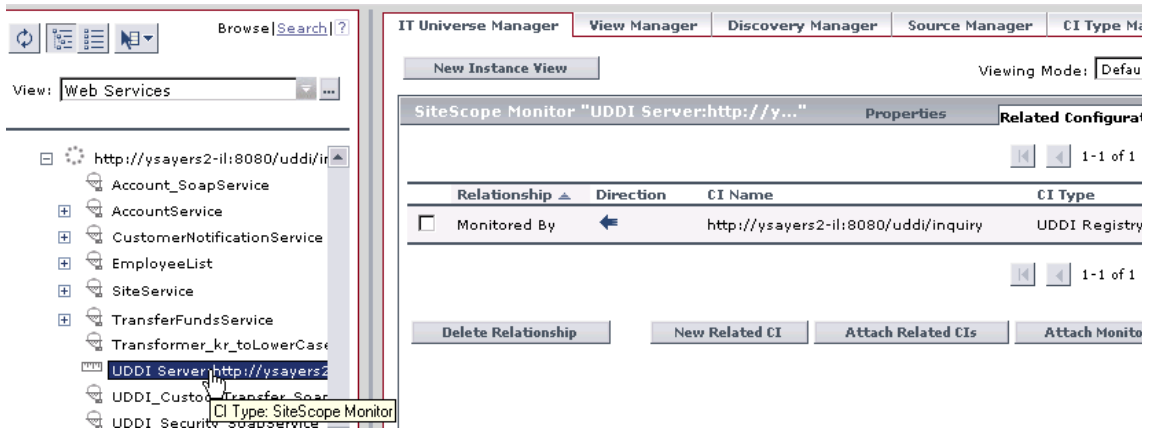 Browse|Search|?
View: Web Services
...
http://ysayers2-il:8080/uddi/in
Account_SoapService
AccountService
CustomerNotificationService
EmployeeList
SiteService
TransferFundsService
Transformer_kr_toLowerCase
UDDI Server:http://ysayers2
UDDI_Custod_Transfer_Soap
UDDI_Security_SoapService
CI Type: SiteScope Monitor
IT Universe Manager
View Manager
Discovery Manager
Source Manager
CI Type Ma
New Instance View
Viewing Mode: Defau
SiteScope Monitor "UDDI Server:http://y..."
Properties
Related Configurat
1-1 of 1
Relationship Direction CI Name CI Type
Monitored By http://ysayers2-il:8080/uddi/inquiry UDDI Registry
1-1 of 1
Delete Relationship
New Related CI
Attach Related CIs
Attach Monito